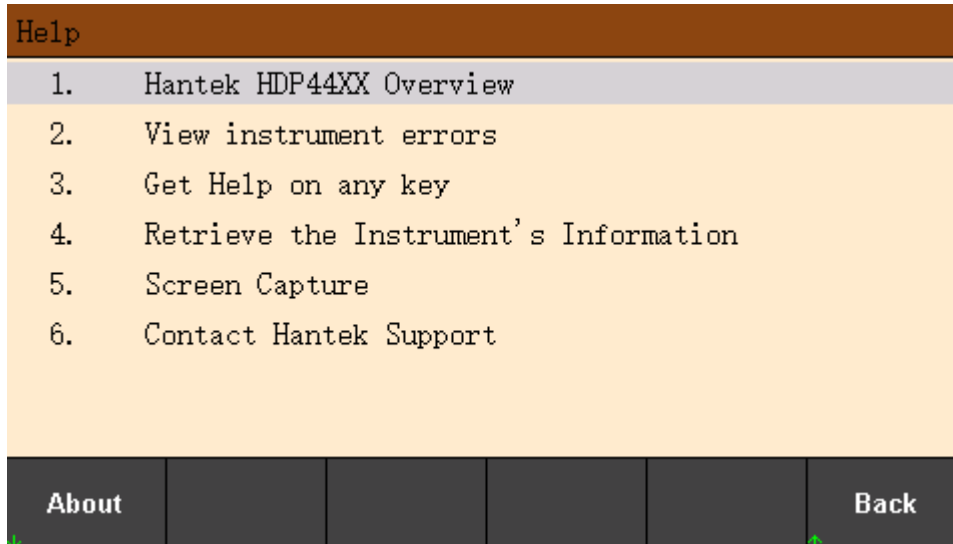 Help
1. Hantek HDP44XX Overview
2. View instrument errors
3. Get Help on any key
4. Retrieve the Instrument's Information
5. Screen Capture
6. Contact Hantek Support
About Back